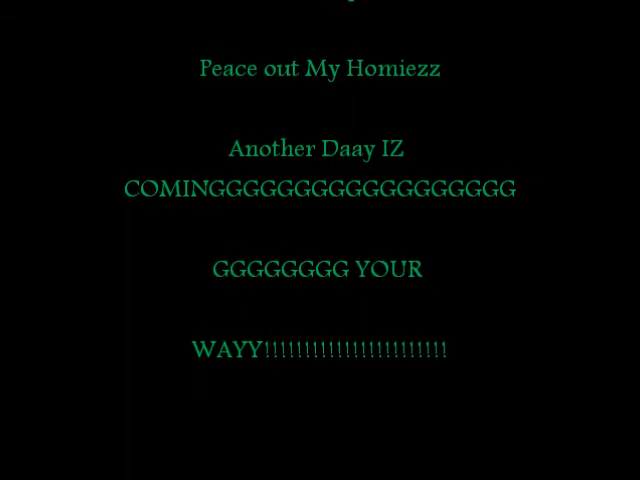 Peace out My Homiezz
Another Daay IZ
COMINGGGGGGGGGGGGGGGGGG
GGGGGGGG YOUR
WAYY!!!!!!!!!!!!!!!!!!!!!!!